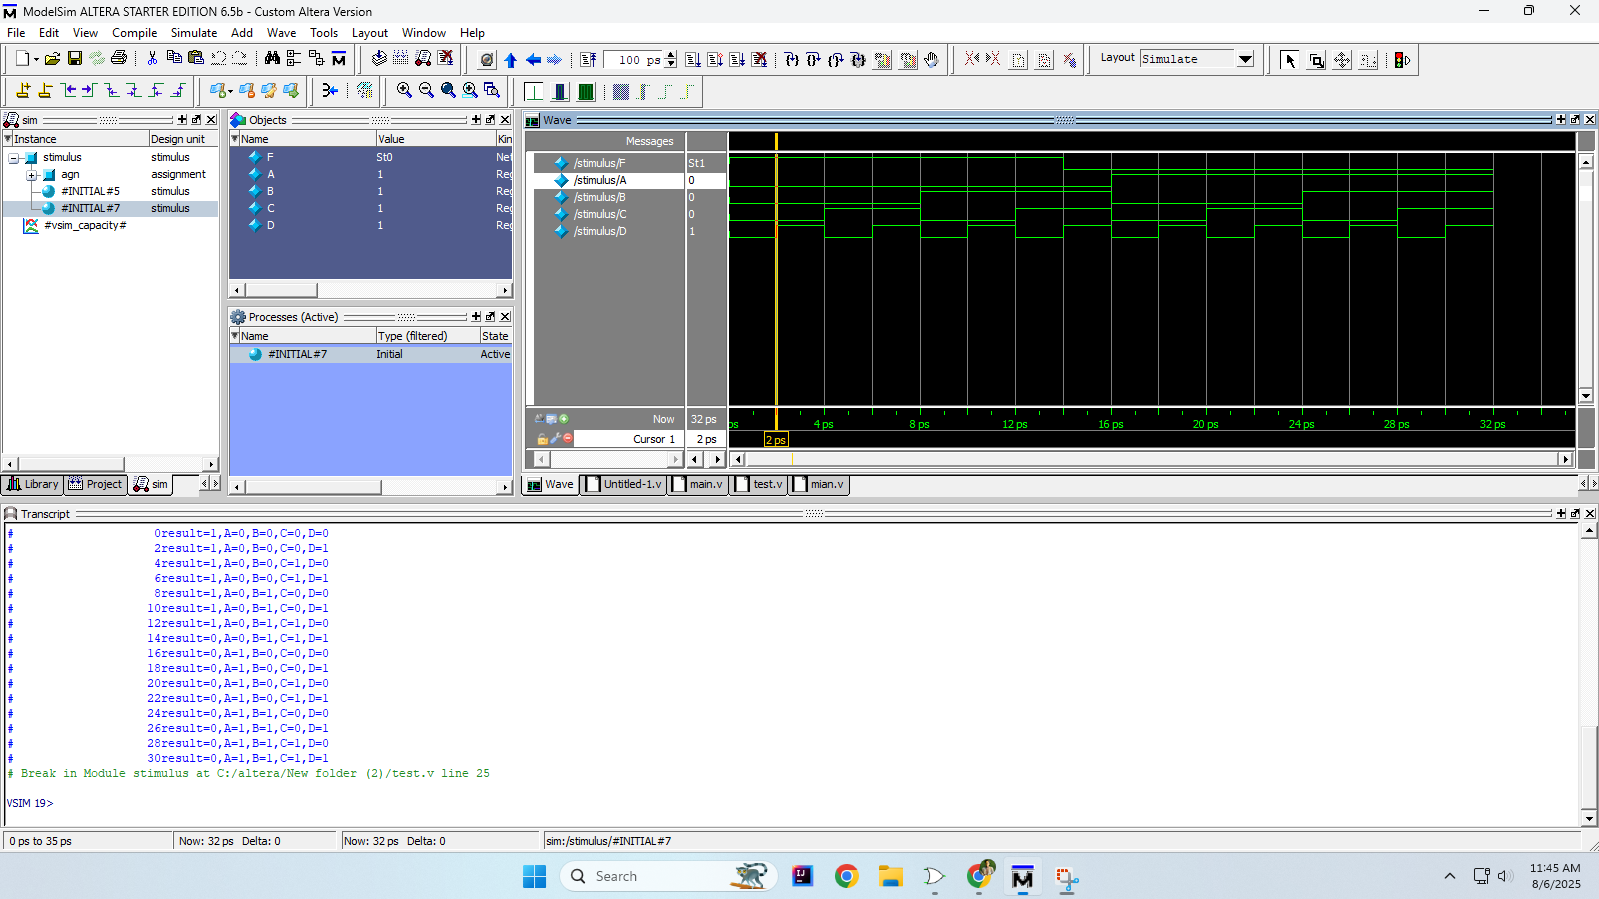 ModelSim ALTERA STARTER EDITION 6.5b - Custom Altera Version
File Edit View Compile Simulate Add Wave Tools Layout Window Help
100 ps
Layout Simulate
sim
Instance Design unit
stimulus stimulus
agn assignment
#INITIAL#5 stimulus
#INITIAL#7 stimulus
#vsim_capacity#
Library Project sim
Objects
Name Value Kin
F St0 Net
A 1 Reg
B 1 Reg
C 1 Reg
D 1 Reg
Processes (Active)
Name Type (filtered) State
#INITIAL#7 Initial Active
Wave
Messages
/stimulus/F St1
/stimulus/A 0
/stimulus/B 0
/stimulus/C 0
/stimulus/D 1
Now 32 ps
Cursor 1 2 ps
ps 4 ps 8 ps 12 ps 16 ps 20 ps 24 ps 28 ps 32 ps
2 ps
Wave Untitled-1.v main.v test.v mian.v
Transcript
# 0result=1,A=0,B=0,C=0,D=0
# 2result=1,A=0,B=0,C=0,D=1
# 4result=1,A=0,B=0,C=1,D=0
# 6result=1,A=0,B=0,C=1,D=1
# 8result=1,A=0,B=1,C=0,D=0
# 10result=1,A=0,B=1,C=0,D=1
# 12result=1,A=0,B=1,C=1,D=0
# 14result=0,A=0,B=1,C=1,D=1
# 16result=0,A=1,B=0,C=0,D=0
# 18result=0,A=1,B=0,C=0,D=1
# 20result=0,A=1,B=0,C=1,D=0
# 22result=0,A=1,B=0,C=1,D=1
# 24result=0,A=1,B=1,C=0,D=0
# 26result=0,A=1,B=1,C=0,D=1
# 28result=0,A=1,B=1,C=1,D=0
# 30result=0,A=1,B=1,C=1,D=1
# Break in Module stimulus at C:/altera/New folder (2)/test.v line 25
VSIM 19>
0 ps to 35 ps Now: 32 ps Delta: 0 Now: 32 ps Delta: 0 sim:/stimulus/#INITIAL#7
Search
11:45 AM
8/6/2025